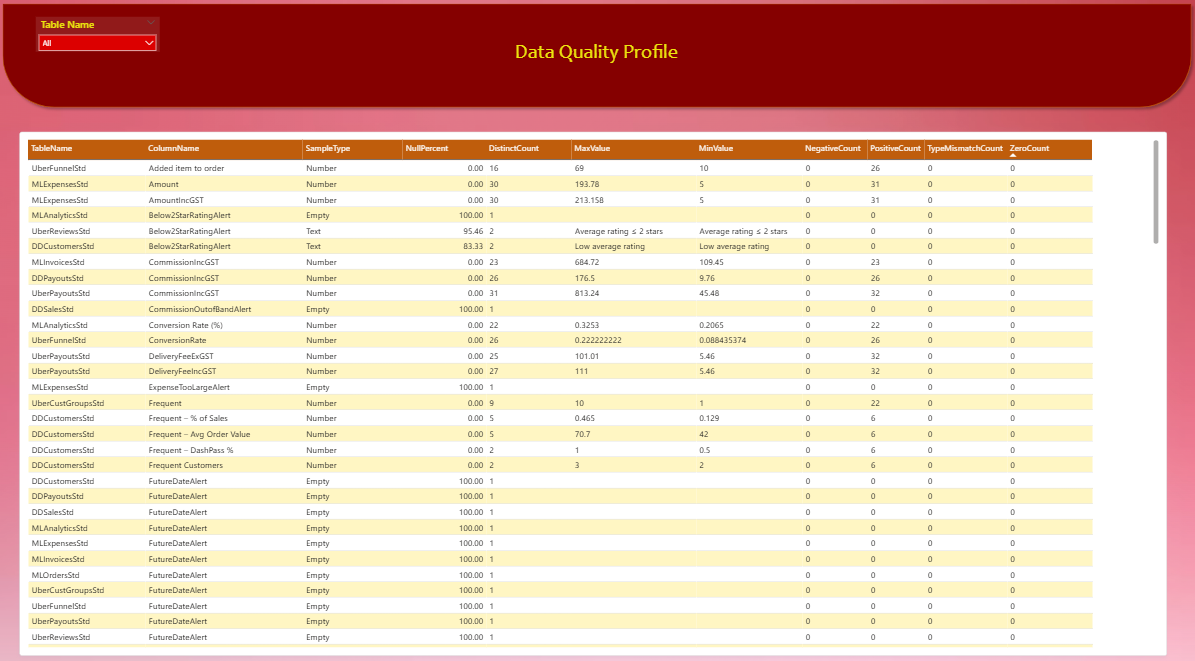 Table Name
All
Data Quality Profile
TableName ColumnName SampleType NullPercent DistinctCount MaxValue MinValue NegativeCount PositiveCount TypeMismatchCount ZeroCount
UberFunnelStd Added item to order Number 0.00 16 69 10 0 26 0 0
MLExpensesStd Amount Number 0.00 30 193.78 5 0 31 0 0
MLExpensesStd AmountIncGST Number 0.00 30 213.158 5 0 31 0 0
MLAnalyticsStd Below2StarRatingAlert Empty 100.00 1 0 0 0 0
UberReviewsStd Below2StarRatingAlert Text 95.46 2 Average rating ≤ 2 stars Average rating ≤ 2 stars 0 0 0 0
DDCustomersStd Below2StarRatingAlert Text 83.33 2 Low average rating Low average rating 0 0 0 0
MLInvoicesStd CommissionIncGST Number 0.00 23 684.72 109.45 0 23 0 0
DDPayoutsStd CommissionIncGST Number 0.00 26 176.5 9.76 0 26 0 0
UberPayoutsStd CommissionIncGST Number 0.00 31 813.24 45.48 0 32 0 0
DDSalesStd CommissionOutofBandAlert Empty 100.00 1 0 0 0 0
MLAnalyticsStd Conversion Rate (%) Number 0.00 22 0.3253 0.2065 0 22 0 0
UberFunnelStd ConversionRate Number 0.00 26 0.222222222 0.088435374 0 26 0 0
UberPayoutsStd DeliveryFeeExGST Number 0.00 25 101.01 5.46 0 32 0 0
UberPayoutsStd DeliveryFeeIncGST Number 0.00 27 111 5.46 0 32 0 0
MLExpensesStd ExpenseTooLargeAlert Empty 100.00 1 0 0 0 0
UberCustGroupsStd Frequent Number 0.00 9 10 1 0 22 0 0
DDCustomersStd Frequent – % of Sales Number 0.00 5 0.465 0.129 0 6 0 0
DDCustomersStd Frequent – Avg Order Value Number 0.00 5 70.7 42 0 6 0 0
DDCustomersStd Frequent – DashPass % Number 0.00 2 1 0.5 0 6 0 0
DDCustomersStd Frequent Customers Number 0.00 2 3 2 0 6 0 0
DDCustomersStd FutureDateAlert Empty 100.00 1 0 0 0 0
DDPayoutsStd FutureDateAlert Empty 100.00 1 0 0 0 0
DDSalesStd FutureDateAlert Empty 100.00 1 0 0 0 0
MLAnalyticsStd FutureDateAlert Empty 100.00 1 0 0 0 0
MLExpensesStd FutureDateAlert Empty 100.00 1 0 0 0 0
MLInvoicesStd FutureDateAlert Empty 100.00 1 0 0 0 0
MLOrdersStd FutureDateAlert Empty 100.00 1 0 0 0 0
UberCustGroupsStd FutureDateAlert Empty 100.00 1 0 0 0 0
UberFunnelStd FutureDateAlert Empty 100.00 1 0 0 0 0
UberPayoutsStd FutureDateAlert Empty 100.00 1 0 0 0 0
UberReviewsStd FutureDateAlert Empty 100.00 1 0 0 0 0